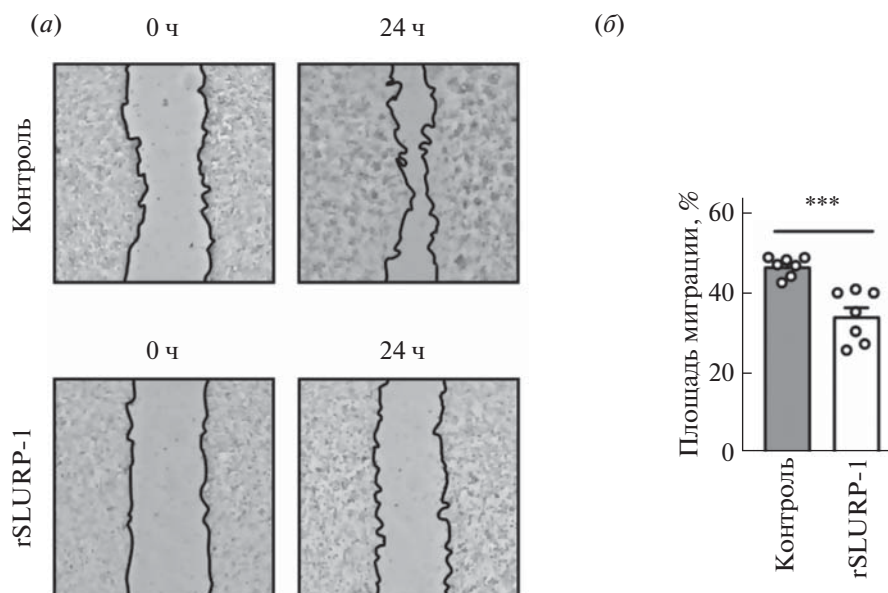 (а)
0 ч
24 ч
Контроль
0 ч
24 ч
rSLURP-1
(б)
Площадь миграции, %
***
60
40
20
0
Контроль
rSLURP-1